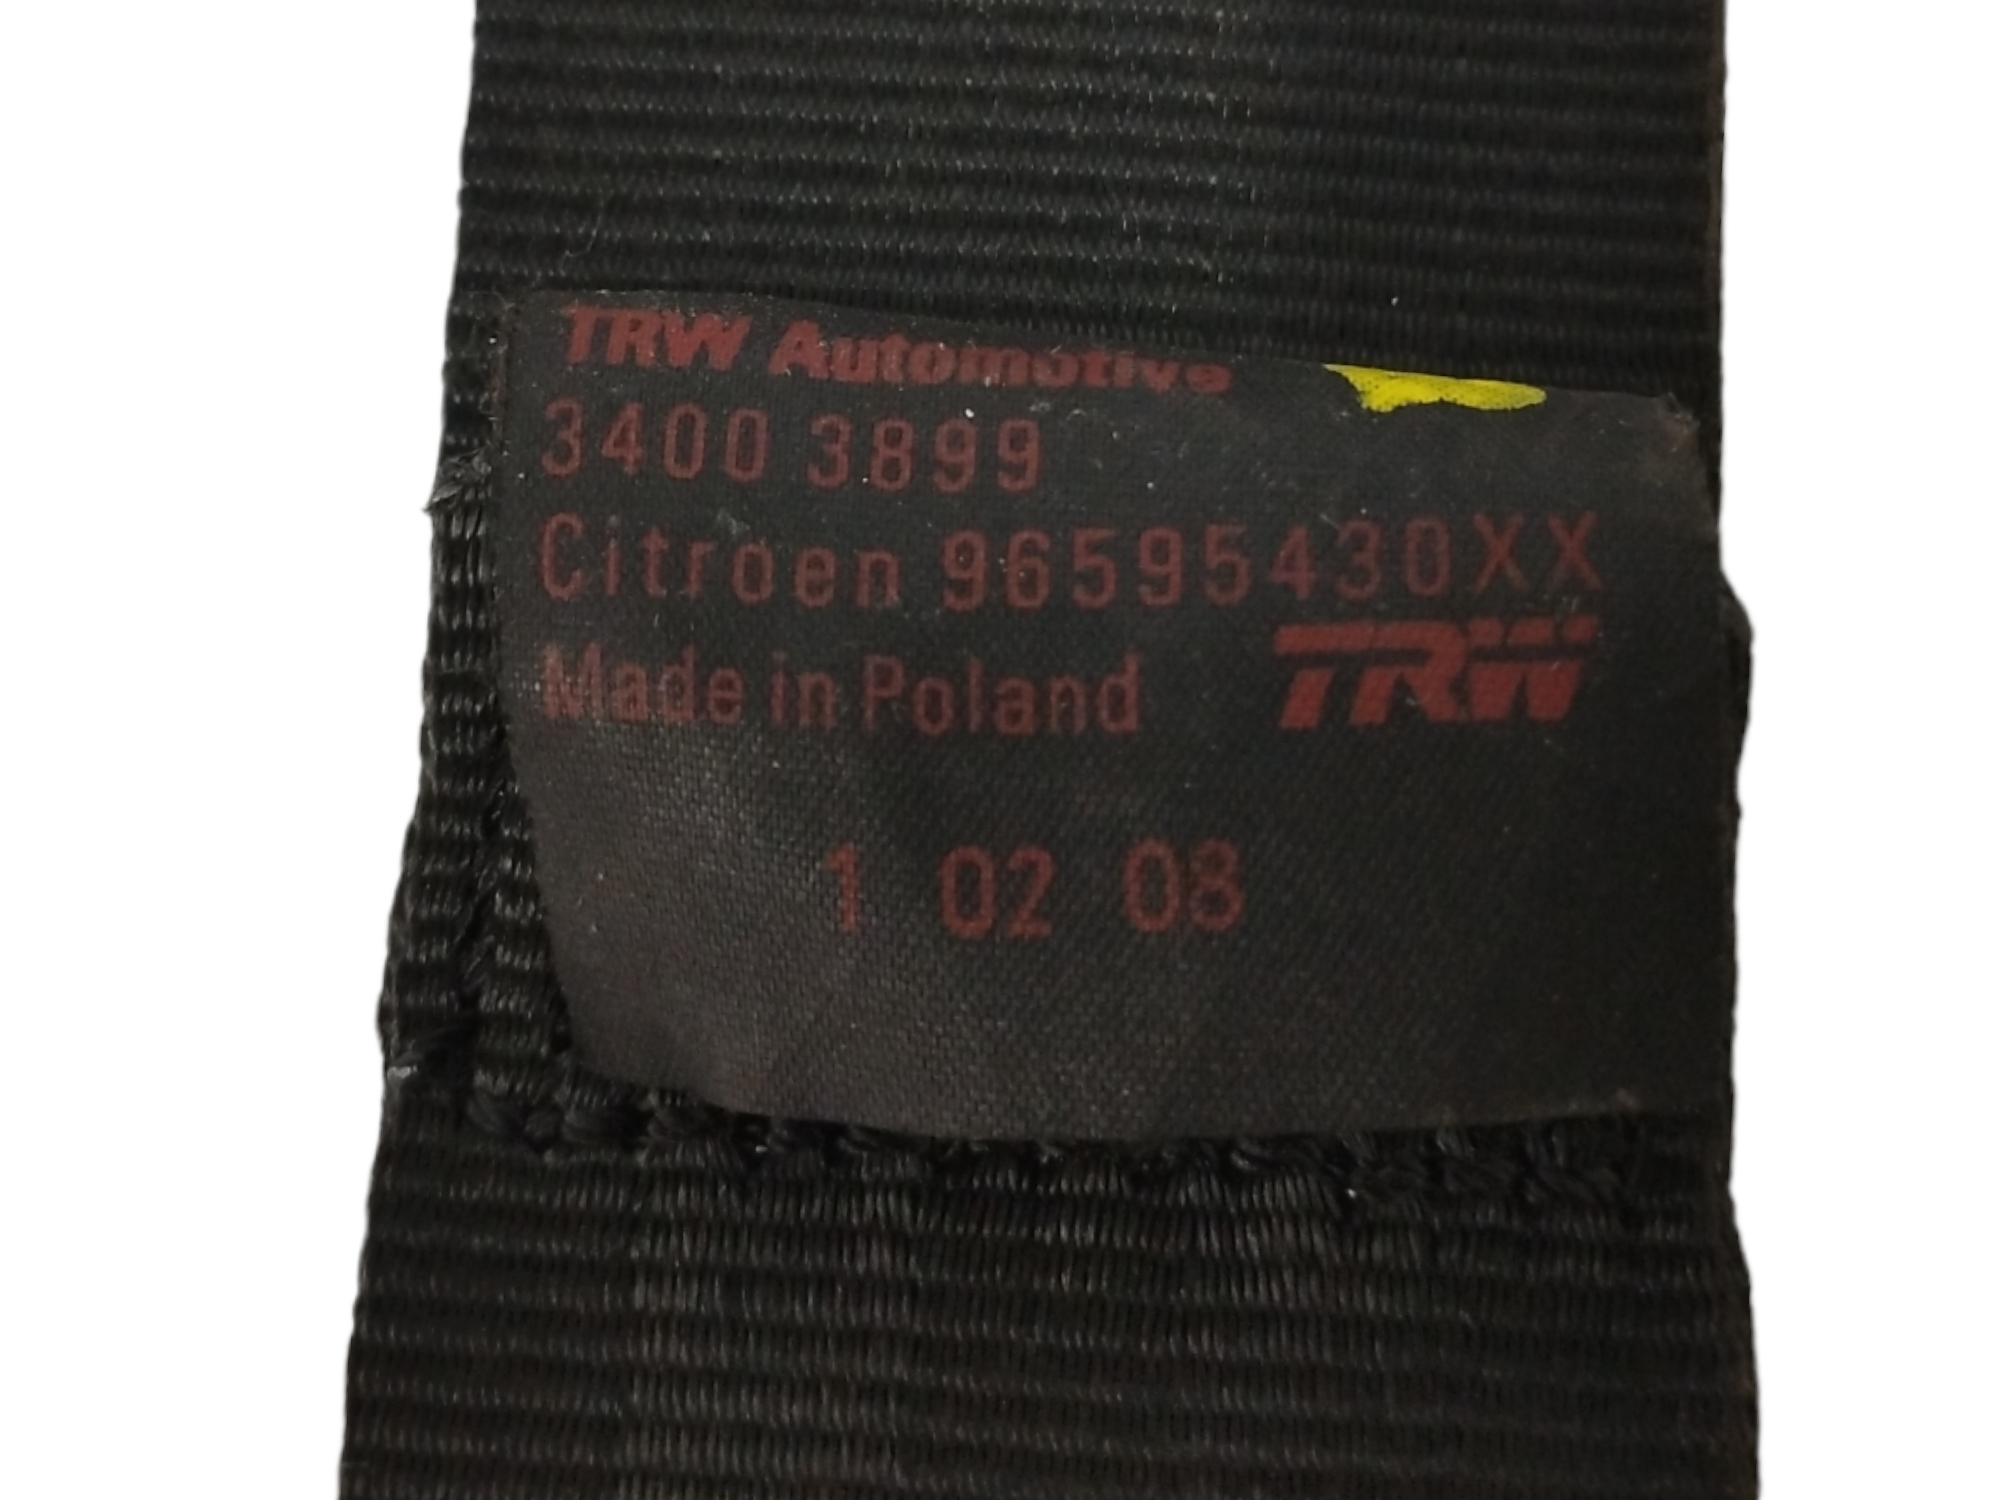 TRW Automotive
3400 3899
Citroen 96595430XX
Made in Poland TRW
1 02 08